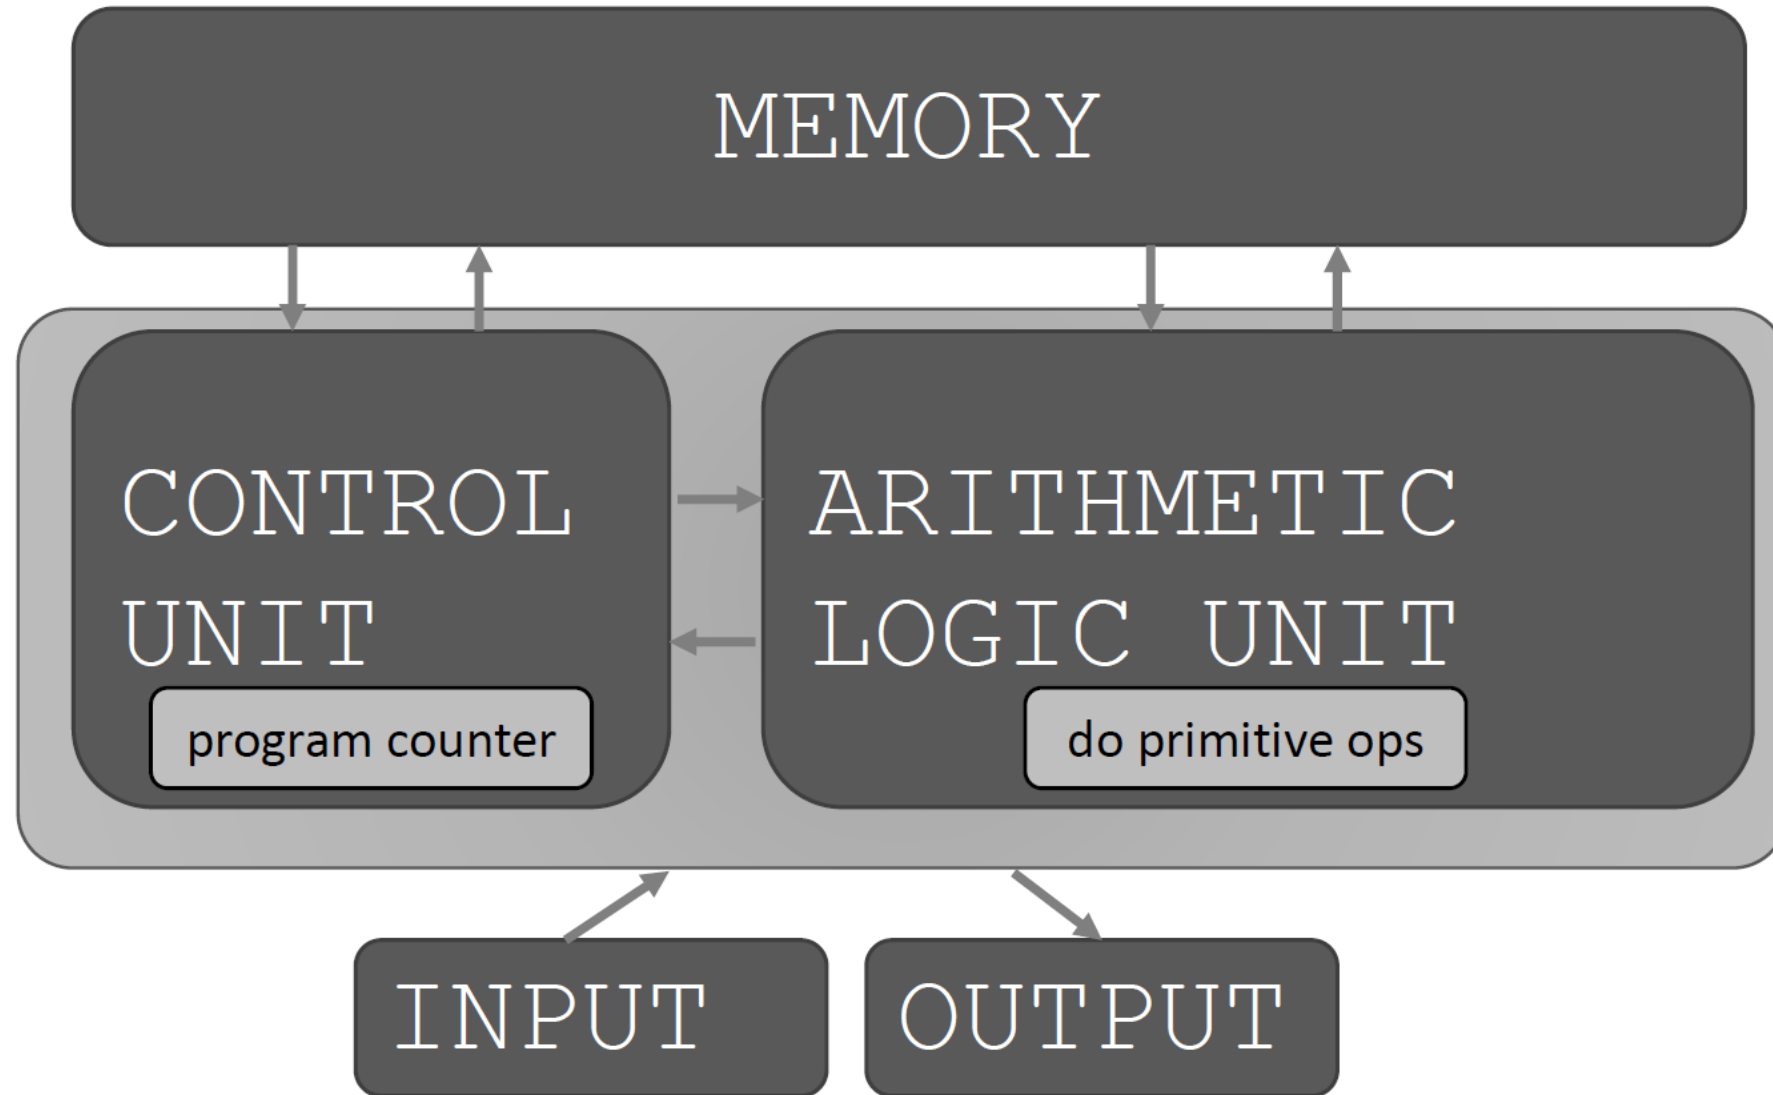 MEMORY
CONTROL
UNIT
program counter
ARITHMETIC
LOGIC UNIT
do primitive ops
INPUT
OUTPUT